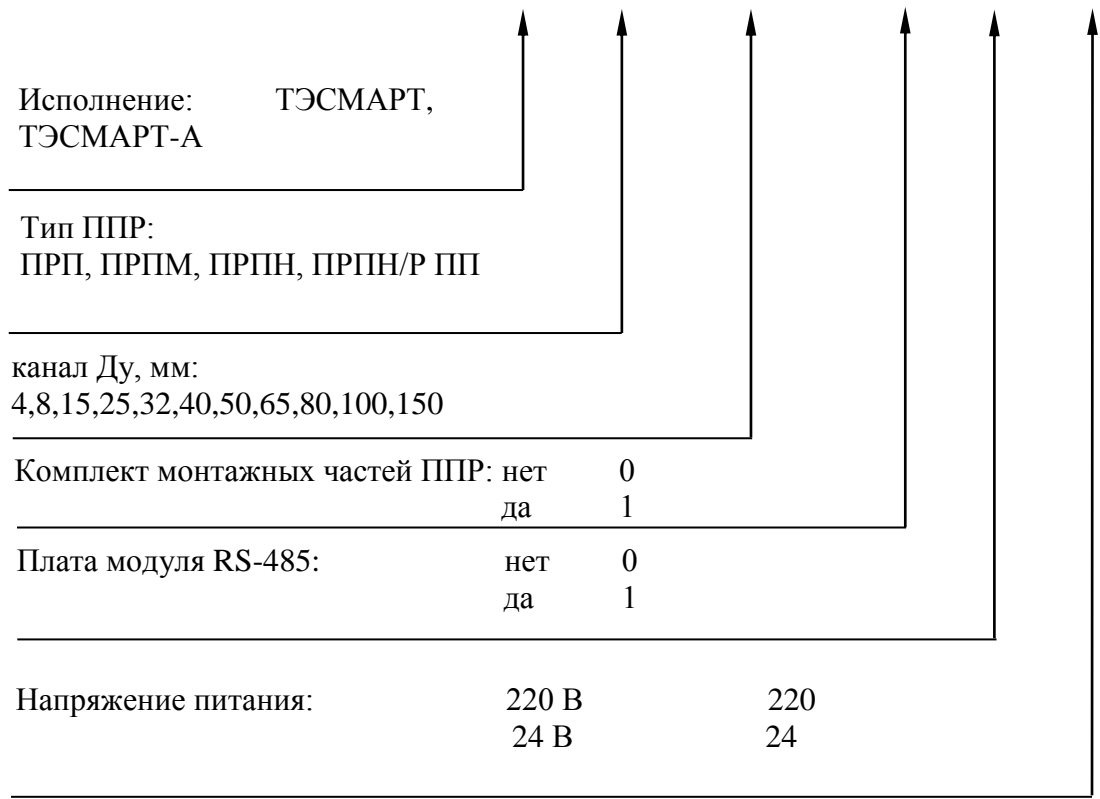 Исполнение: ТЭСМАРТ,
ТЭСМАРТ-А
Тип ППР:
ПРП, ПРПМ, ПРПН, ПРПН/Р ПП
канал Ду, мм:
4,8,15,25,32,40,50,65,80,100,150
Комплект монтажных частей ППР: нет 0
да 1
Плата модуля RS-485: нет 0
да 1
Напряжение питания: 220 В 220
24 В 24